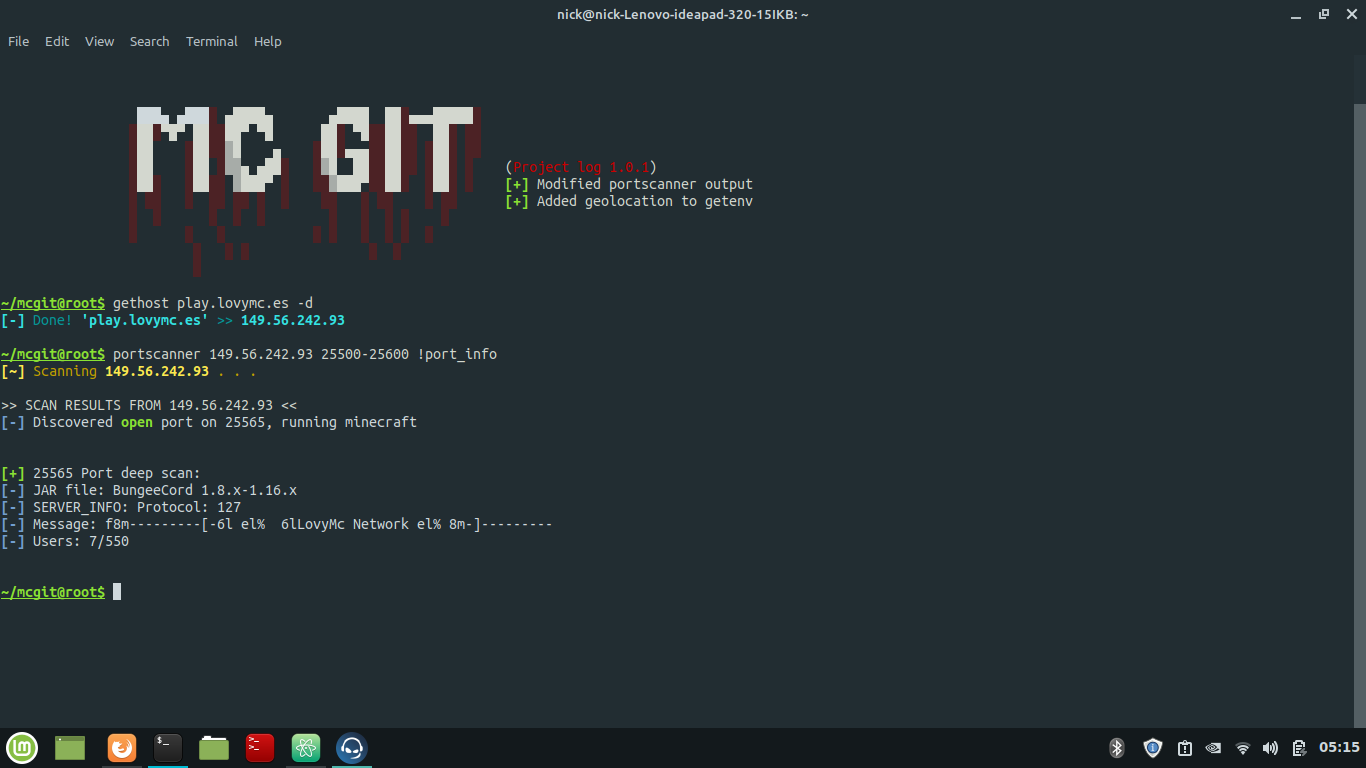 nick@nick-Lenovo-ideapad-320-15IKB: ~
File Edit View Search Terminal Help
MC GIT
(Project log 1.0.1)
[+] Modified portscanner output
[+] Added geolocation to getenv
~/mcgit@root$ gethost play.lovymc.es -d
[-] Done! 'play.lovymc.es' >> 149.56.242.93
~/mcgit@root$ portscanner 149.56.242.93 25500-25600 !port_info
[~] Scanning 149.56.242.93 . . .
>> SCAN RESULTS FROM 149.56.242.93 <<
[-] Discovered open port on 25565, running minecraft
[+] 25565 Port deep scan:
[-] JAR file: BungeeCord 1.8.x-1.16.x
[-] SERVER_INFO: Protocol: 127
[-] Message: f8m---------[-6l el%  6lLovyMc Network el% 8m-]---------
[-] Users: 7/550
~/mcgit@root$
05:15